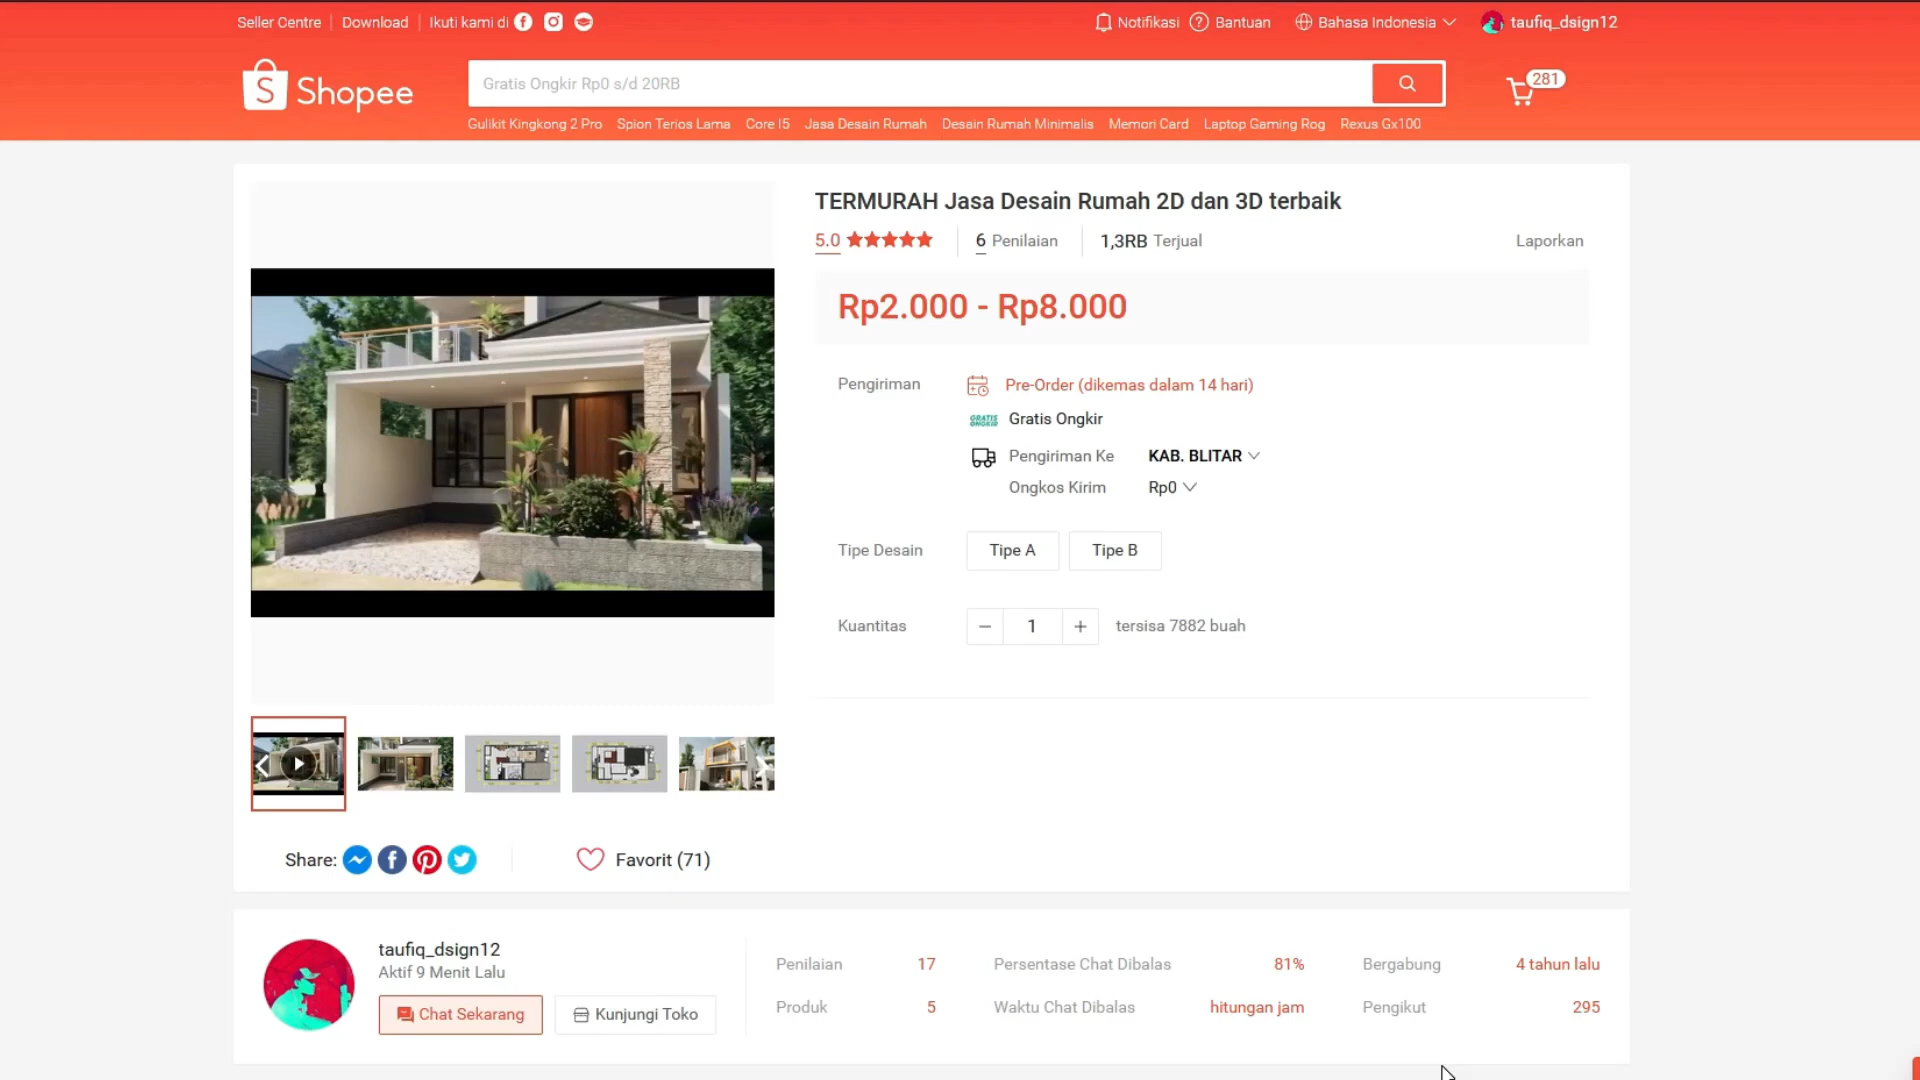 Seller Centre
Download
Ikuti kami di
Notifikasi
Bantuan
Bahasa Indonesia
taufiq_dsign12
Shopee
Gratis Ongkir Rp0 s/d 20RB
281
Gulikit Kingkong 2 Pro
Spion Terios Lama
Core I5
Jasa Desain Rumah
Desain Rumah Minimalis
Memori Card
Laptop Gaming Rog
Rexus Gx100
TERMURAH Jasa Desain Rumah 2D dan 3D terbaik
5.0
6 Penilaian
1,3RB Terjual
Laporkan
Rp2.000 - Rp8.000
Pengiriman
Pre-Order (dikemas dalam 14 hari)
GRATIS ONGKIR
Gratis Ongkir
Pengiriman Ke
KAB. BLITAR
Ongkos Kirim
Rp0
Tipe Desain
Tipe A
Tipe B
Kuantitas
1
tersisa 7882 buah
Share:
Favorit (71)
taufiq_dsign12
Aktif 9 Menit Lalu
Chat Sekarang
Kunjungi Toko
Penilaian
17
Persentase Chat Dibalas
81%
Bergabung
4 tahun lalu
Produk
5
Waktu Chat Dibalas
hitungan jam
Pengikut
295